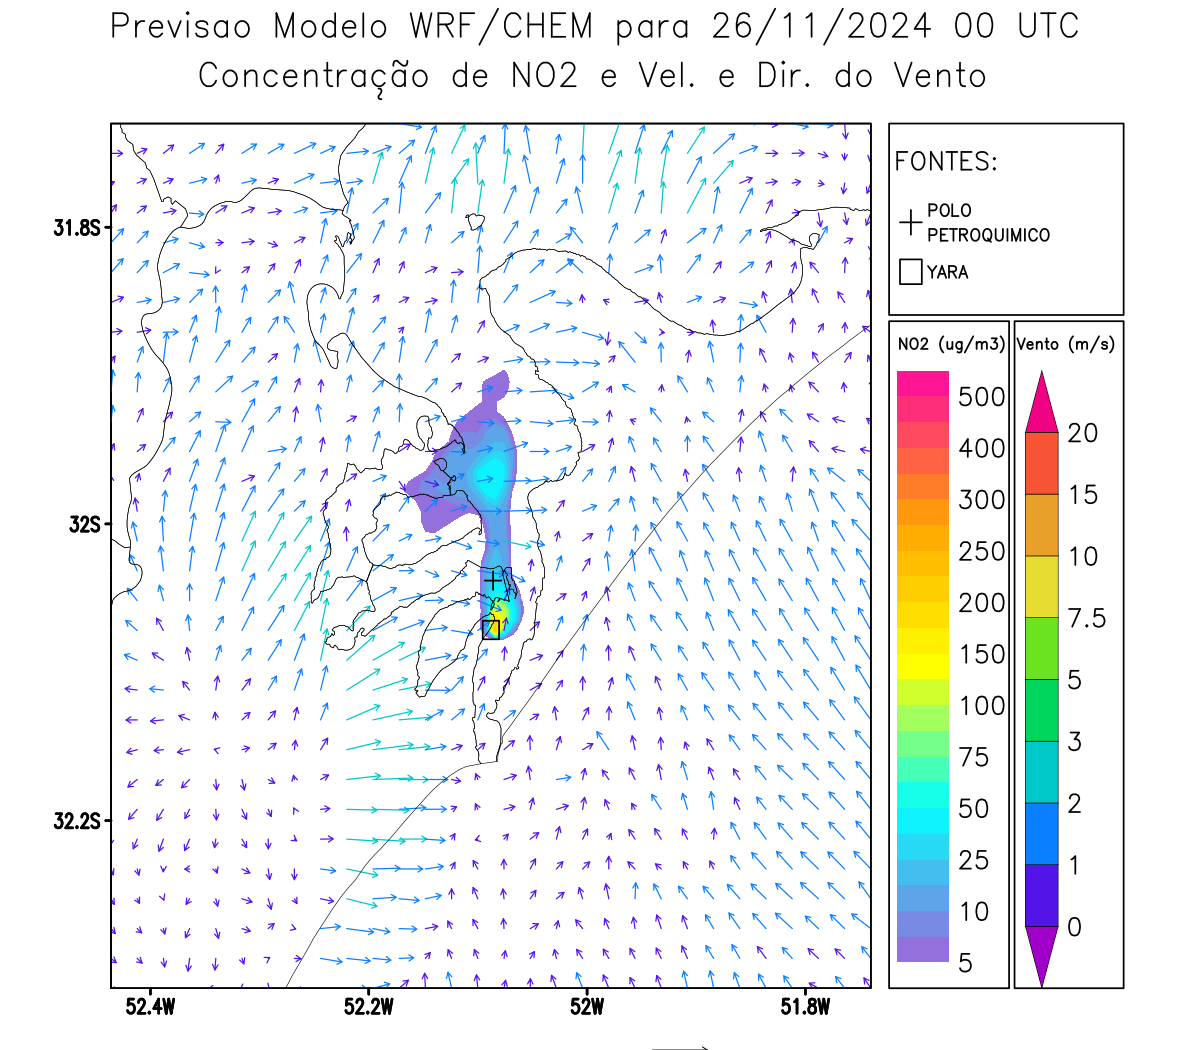 Previsao Modelo WRF/CHEM para 26/11/2024 00 UTC
Concentração de NO2 e Vel. e Dir. do Vento
FONTES:
POLO
PETROQUIMICO
YARA
NO2 (ug/m3)
500
400
300
250
200
150
100
75
50
25
10
5
Vento (m/s)
20
15
10
7.5
5
3
2
1
0
31.8S
32S
32.2S
52.4W
52.2W
52W
51.8W